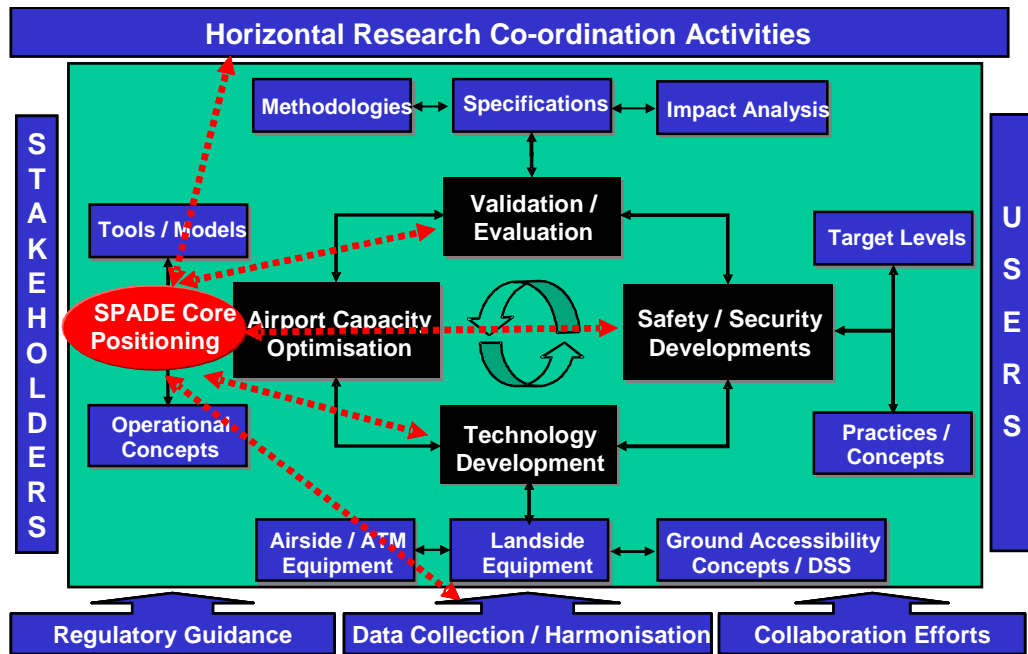 Horizontal Research Co-ordination Activities
Methodologies
Specifications
Impact Analysis
STAKEHOLDERS
USERS
Validation /
Evaluation
Tools / Models
Target Levels
SPADE Core
Positioning
Airport Capacity
Optimisation
Safety / Security
Developments
Operational
Concepts
Technology
Development
Practices /
Concepts
Airside / ATM
Equipment
Landside
Equipment
Ground Accessibility
Concepts / DSS
Regulatory Guidance
Data Collection / Harmonisation
Collaboration Efforts